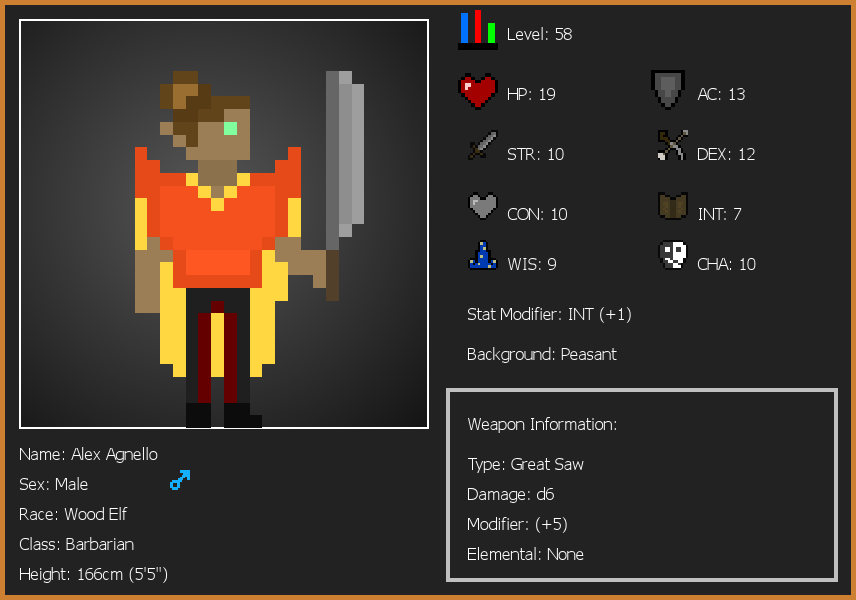 Level: 58
HP: 19
AC: 13
STR: 10
DEX: 12
CON: 10
INT: 7
WIS: 9
CHA: 10
Stat Modifier: INT (+1)
Background: Peasant
Weapon Information:
Type: Great Saw
Damage: d6
Modifier: (+5)
Elemental: None
Name: Alex Agnello
Sex: Male
Race: Wood Elf
Class: Barbarian
Height: 166cm (5'5")